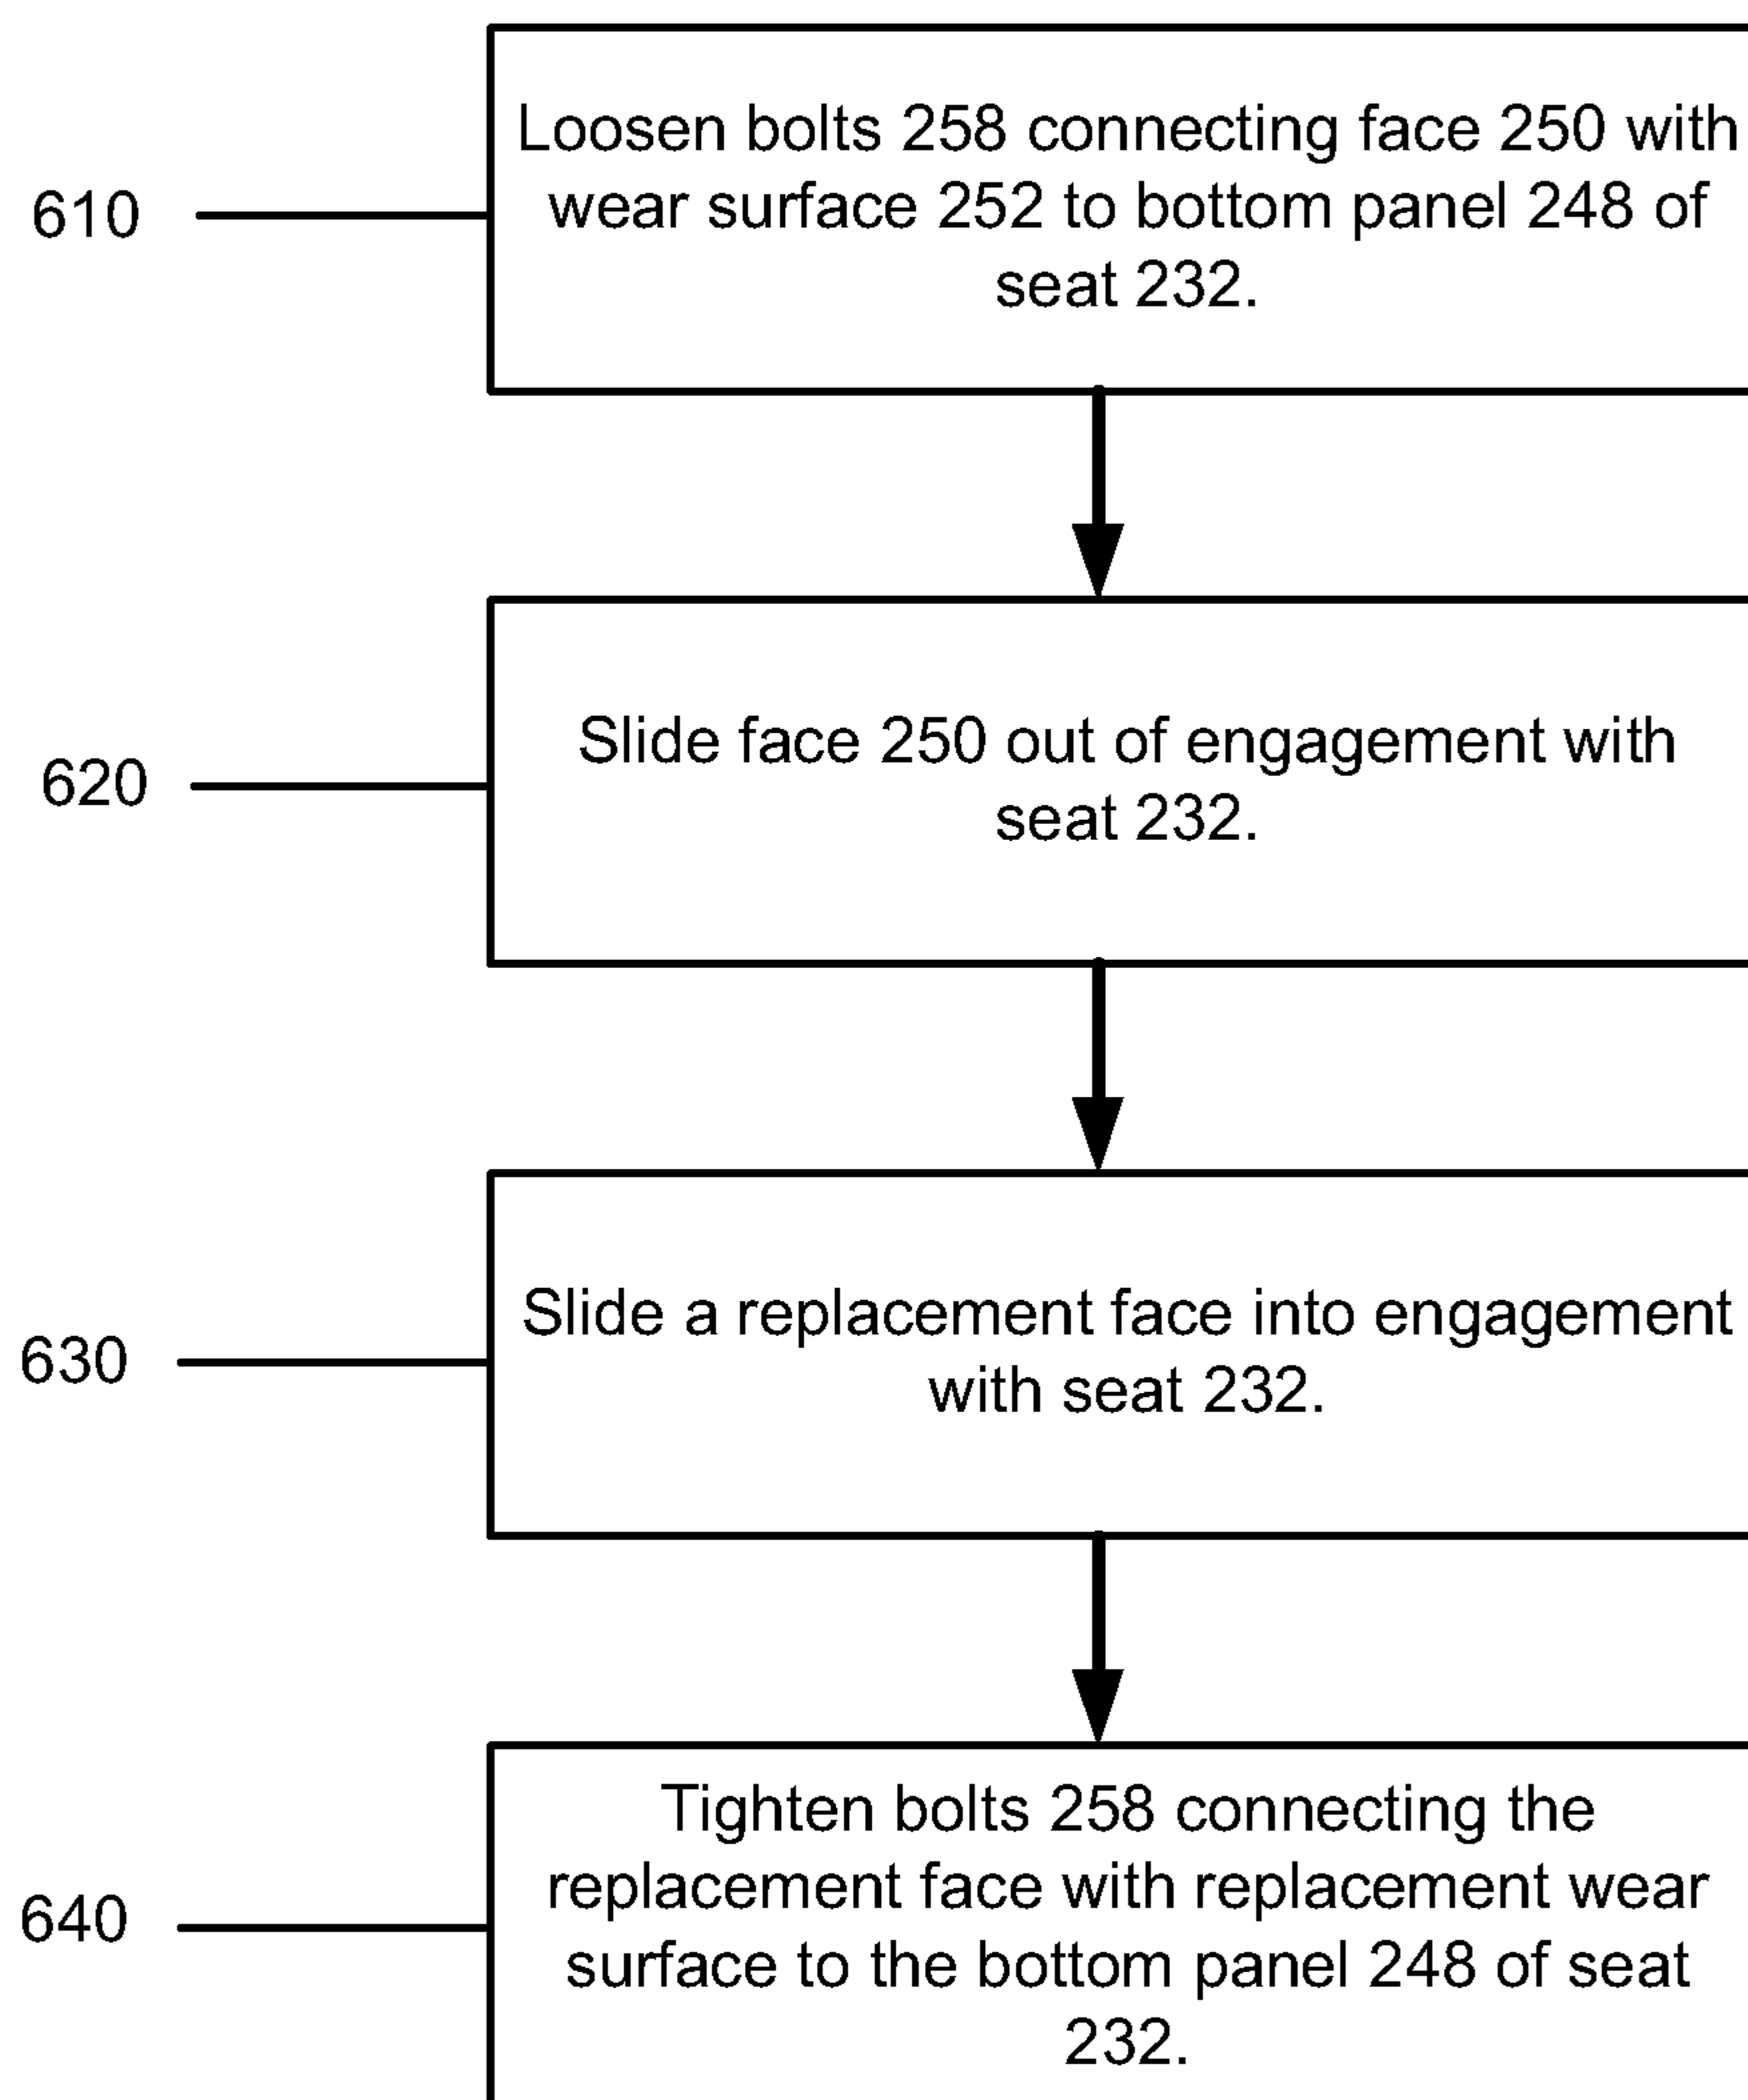 Loosen bolts 258 connecting face 250 with
wear surface 252 to bottom panel 248 of
seat 232.
610
Slide face 250 out of engagement with
seat 232.
620
Slide a replacement face into engagement
with seat 232.
630
Tighten bolts 258 connecting the
replacement face with replacement wear
surface to the bottom panel 248 of seat
232.
640